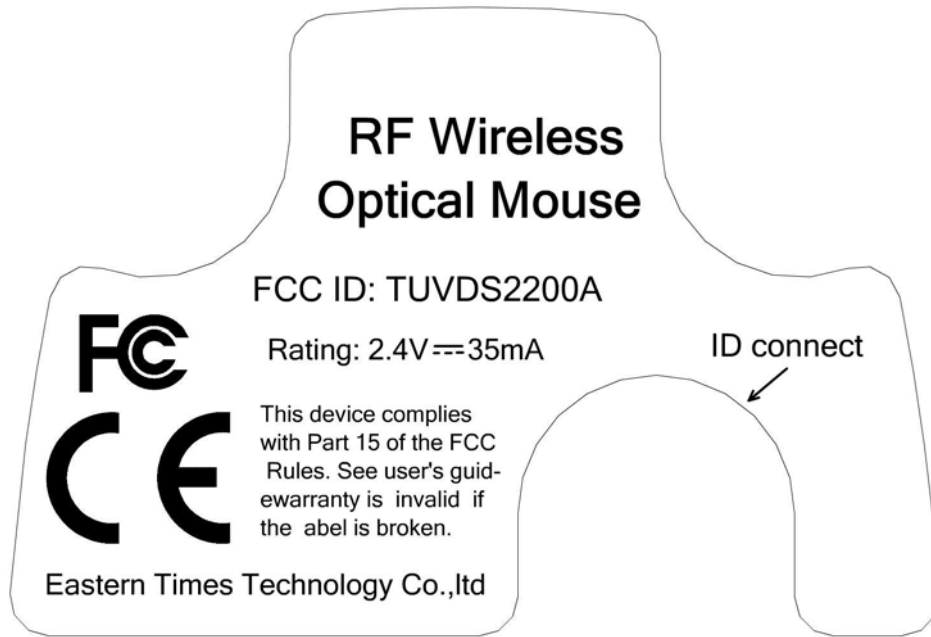 RF Wireless
Optical Mouse
FCC ID: TUVDS2200A
FC
Rating: 2.4V⎓35mA
ID connect
CE
This device complies
with Part 15 of the FCC
Rules. See user's guid-
ewarranty is invalid if
the abel is broken.
Eastern Times Technology Co.,ltd